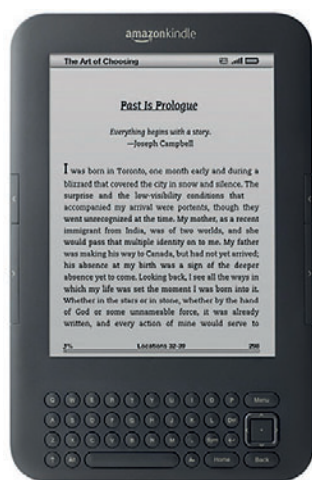 amazonkindle
The Art of Choosing
Past Is Prologue
Everything begins with a story.
—Joseph Campbell
I was born in Toronto, one month early and during a
blizzard that covered the city in snow and silence. The
surprise and the low-visibility conditions that
accompanied my arrival were portents, though they
went unrecognized at the time. My mother, as a recent
immigrant from India, was of two worlds, and she
would pass that multiple identity on to me. My father
was making his way to Canada, but had not yet arrived;
his absence at my birth was a sign of the deeper
absence yet to come. Looking back, I see all the ways in
which my life was set the moment I was born into it.
Whether in the stars or in stone, whether by the hand
of God or some unnameable force, it was already
written, and every action of mine would serve to
Locations 32-39
Q W E R T Y U I O P Menu
A S D F G H J K L
Z X C V B N M
Alt Home Back